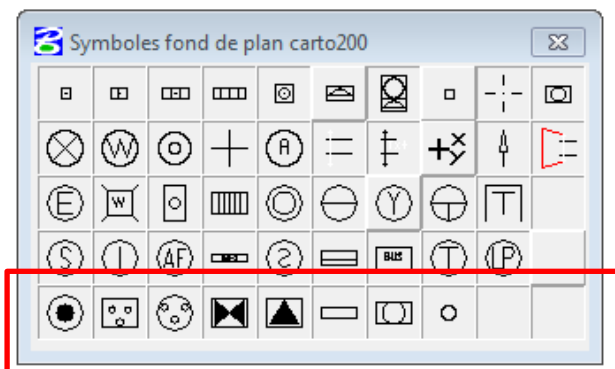 Symboles fond de plan carto200
W A +x y
E W Y T
S I AF S BUS T LP